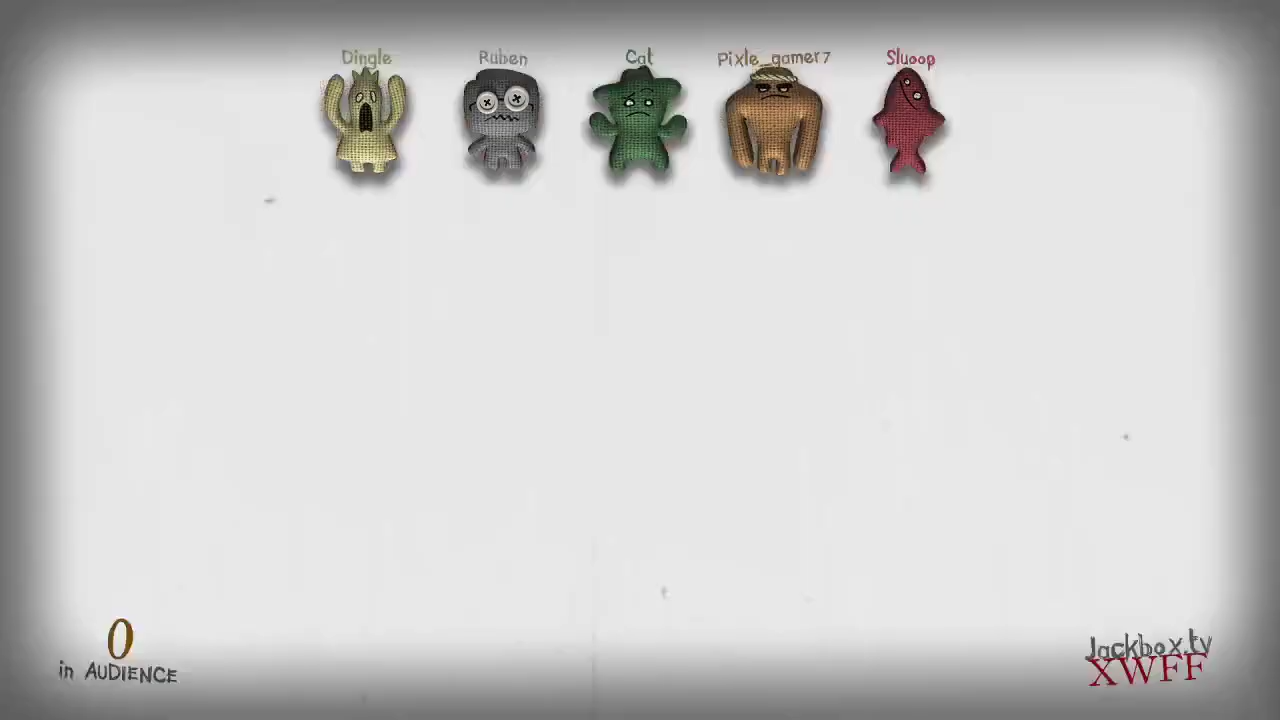 Dingle Ruben Cat Pixle_gamer7 Sluoop
0
in AUDIENCE
Jackbox.tv
XWFF